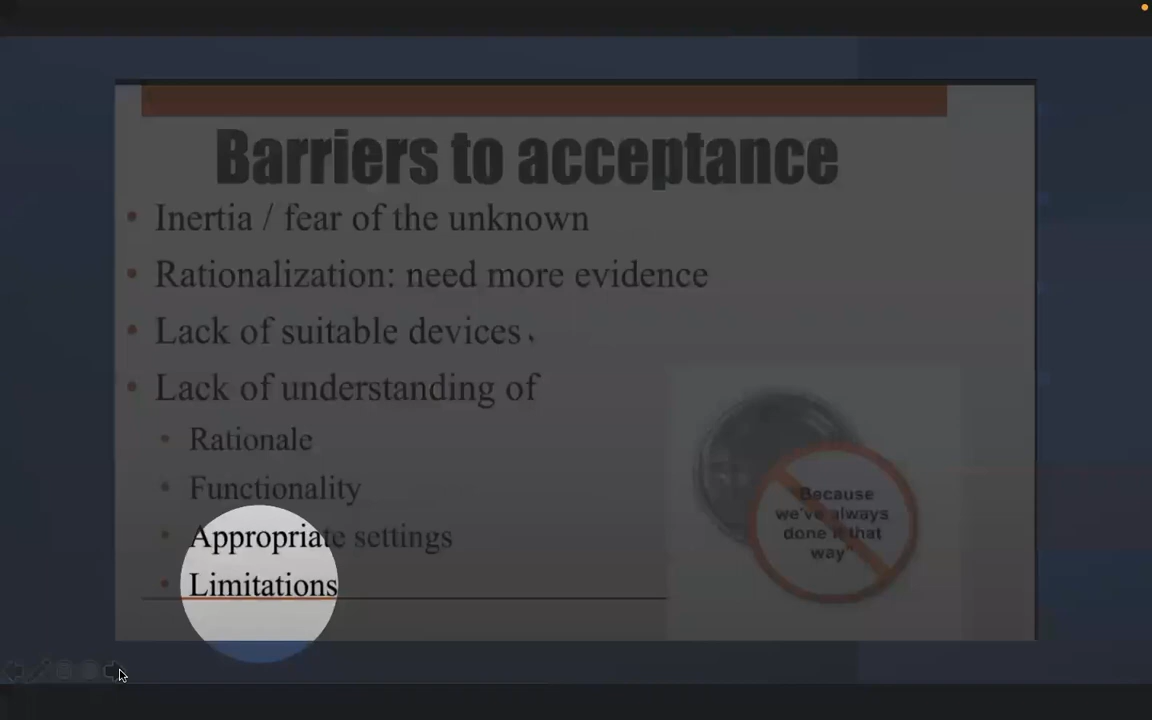 Barriers to acceptance
• Inertia / fear of the unknown
• Rationalization: need more evidence
• Lack of suitable devices
• Lack of understanding of
• Rationale
• Functionality
• Appropriate settings
• Limitations
"Because
we've always
done it that
way"